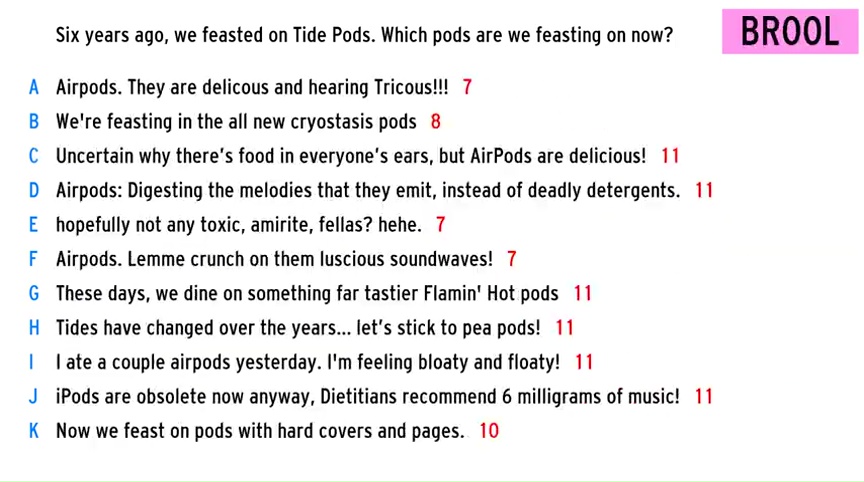 Six years ago, we feasted on Tide Pods. Which pods are we feasting on now?
BROOL
A Airpods. They are delicous and hearing Tricous!!! 7
B We're feasting in the all new cryostasis pods 8
C Uncertain why there's food in everyone's ears, but AirPods are delicious! 11
D Airpods: Digesting the melodies that they emit, instead of deadly detergents. 11
E hopefully not any toxic, amirite, fellas? hehe. 7
F Airpods. Lemme crunch on them luscious soundwaves! 7
G These days, we dine on something far tastier Flamin' Hot pods 11
H Tides have changed over the years... let's stick to pea pods! 11
I I ate a couple airpods yesterday. I'm feeling bloaty and floaty! 11
J iPods are obsolete now anyway, Dietitians recommend 6 milligrams of music! 11
K Now we feast on pods with hard covers and pages. 10